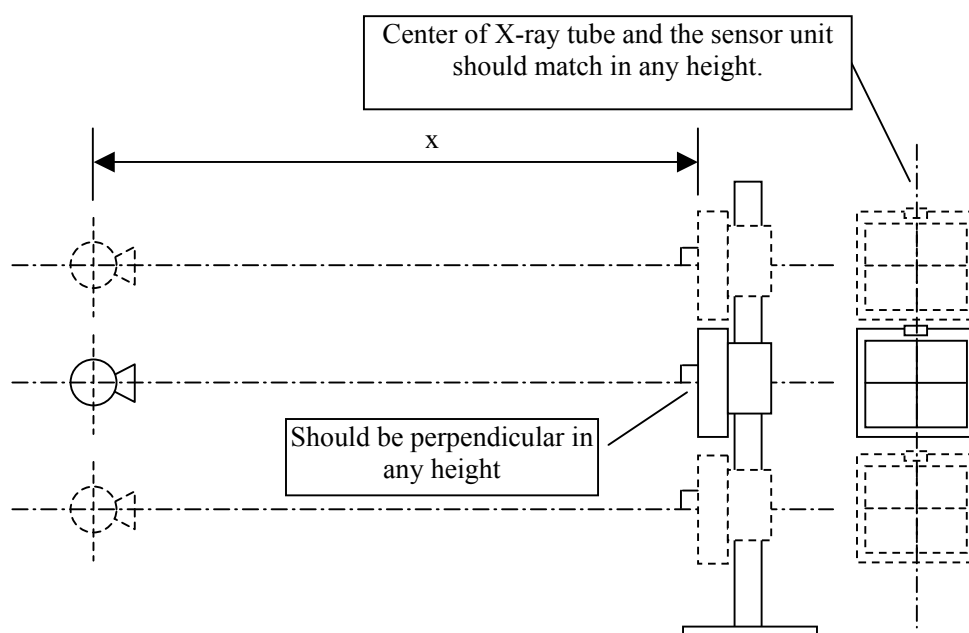 Center of X-ray tube and the sensor unit
should match in any height.
x
Should be perpendicular in
any height